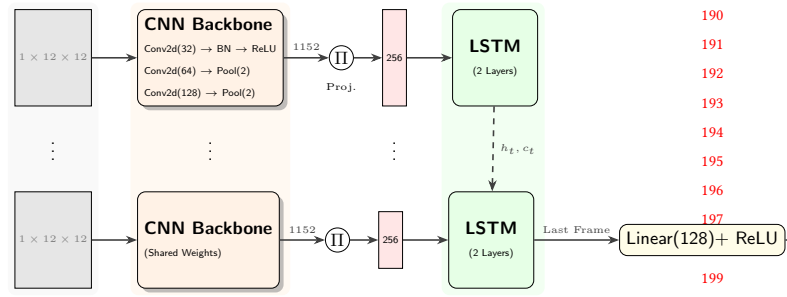 190
CNN Backbone
Conv2d(32) → BN → ReLU
Conv2d(64) → Pool(2)
Conv2d(128) → Pool(2)
1 × 12 × 12
1152
Π
Proj.
256
LSTM
(2 Layers)
191
192
193
194
⋮
⋮
⋮
h_t, c_t
195
196
197
1 × 12 × 12
CNN Backbone
(Shared Weights)
1152
Π
256
LSTM
(2 Layers)
Last Frame
Linear(128)+ ReLU
199